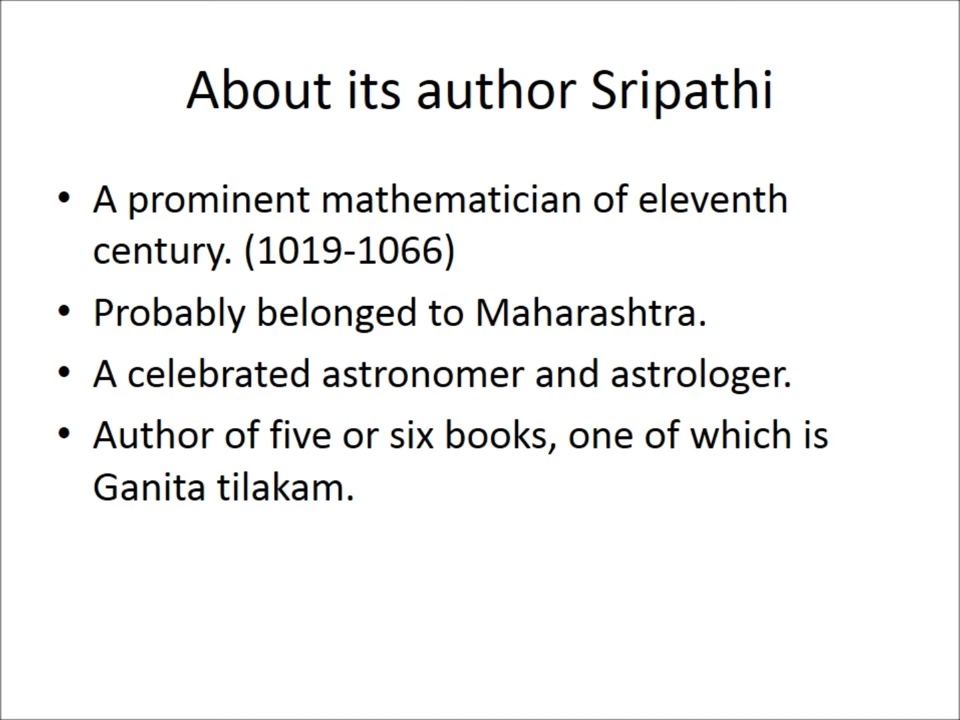 About its author Sripathi
• A prominent mathematician of eleventh
century. (1019-1066)
• Probably belonged to Maharashtra.
• A celebrated astronomer and astrologer.
• Author of five or six books, one of which is
Ganita tilakam.